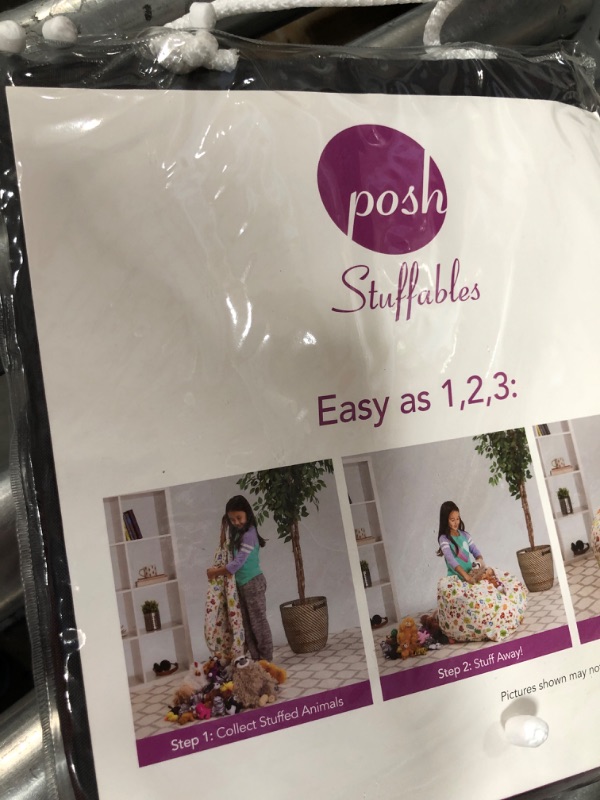 posh
Stuffables
Easy as 1,2,3:
Step 1: Collect Stuffed Animals
Step 2: Stuff Away!
Pictures shown may